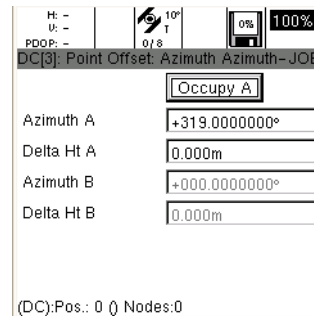 H: -
V: -
PDOP: -
10°
T
0/8
0%
100%
DC[3]: Point Offset: Azimuth Azimuth-JOB
Occupy A
Azimuth A
+319.0000000°
Delta Ht A
0.000m
Azimuth B
+000.0000000°
Delta Ht B
0.000m
(DC):Pos.: 0 () Nodes:0